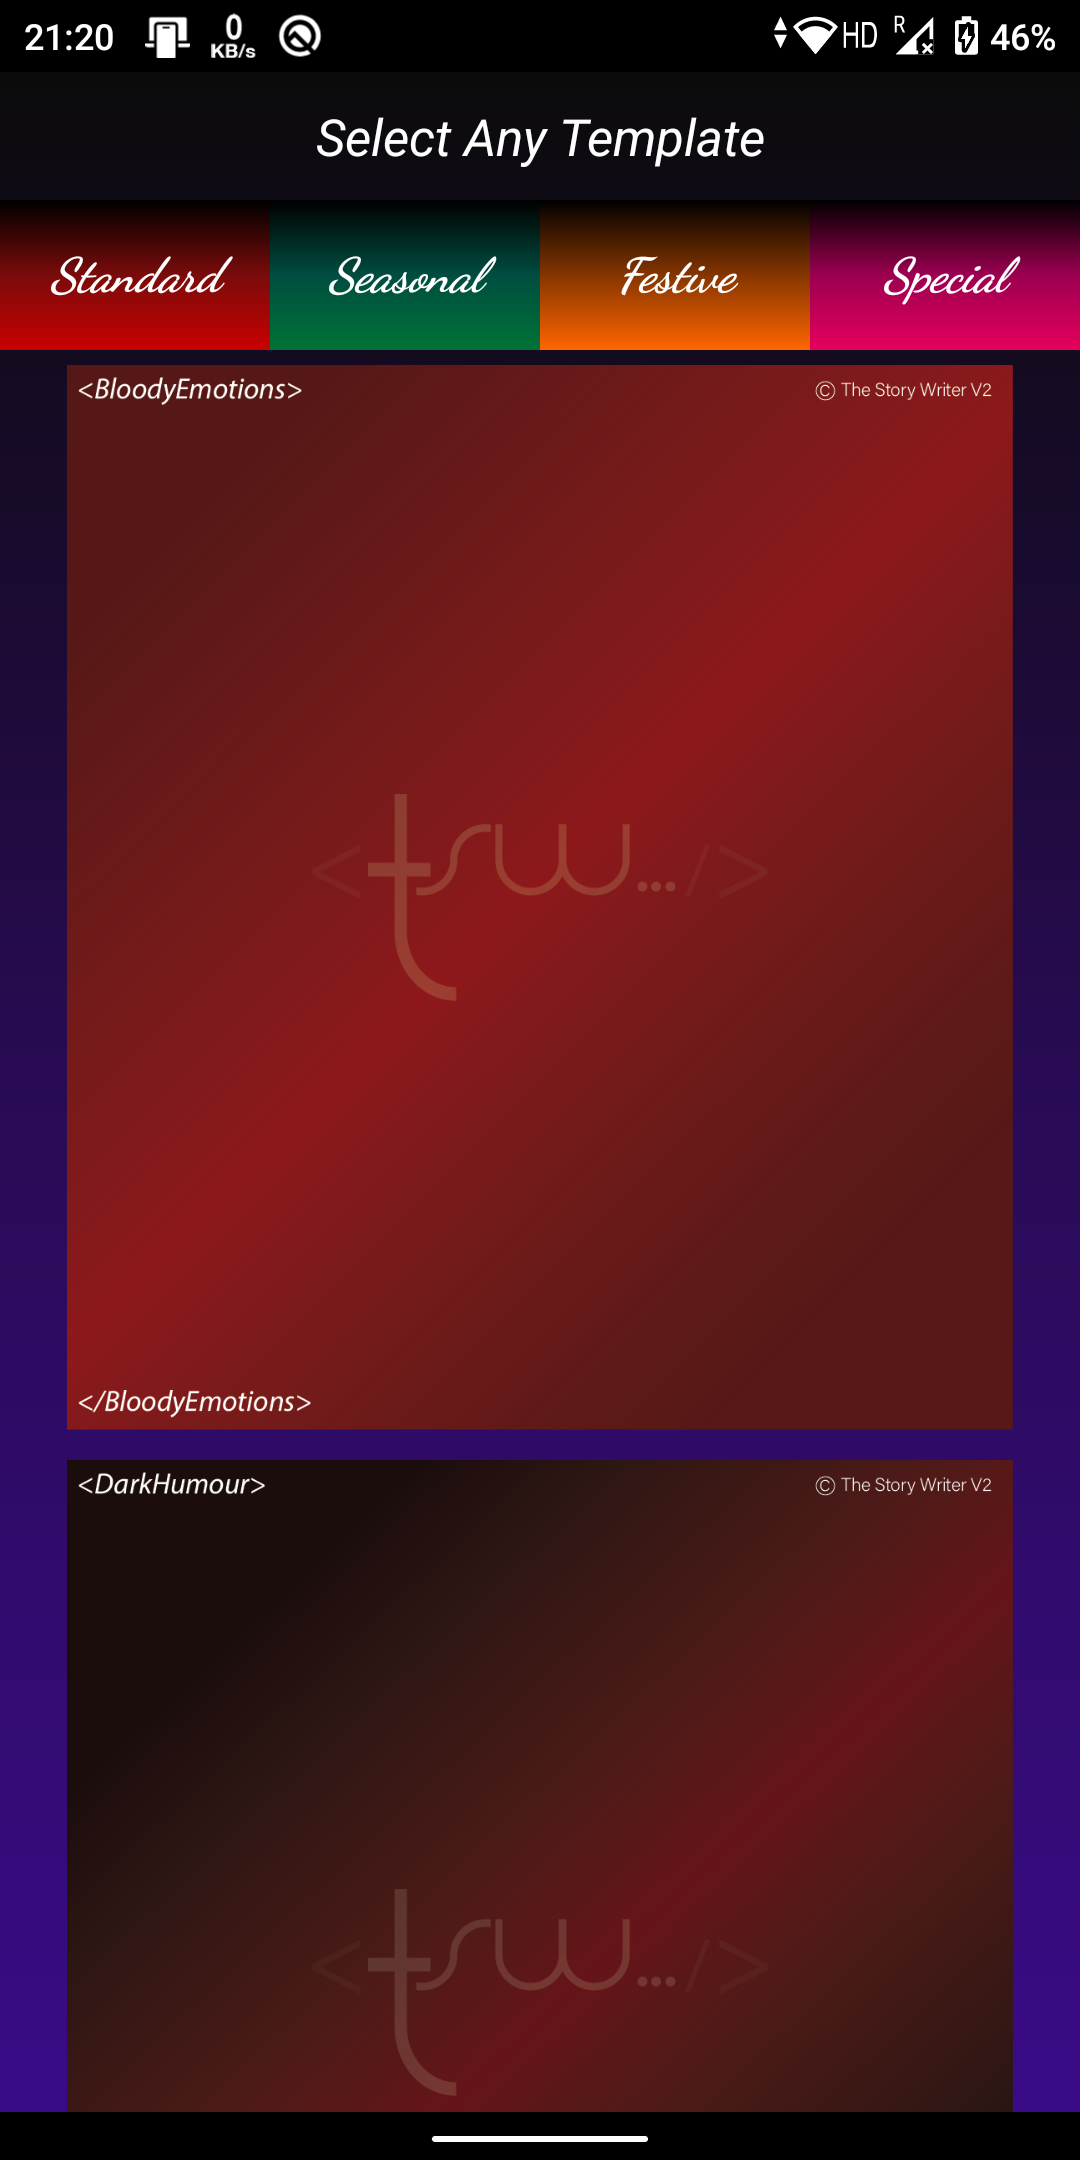 21:20
0
KB/s
HD
R
46%
Select Any Template
Standard Seasonal Festive Special
<BloodyEmotions> © The Story Writer V2
<tsw.../>
</BloodyEmotions>
<DarkHumour> © The Story Writer V2
<tsw.../>